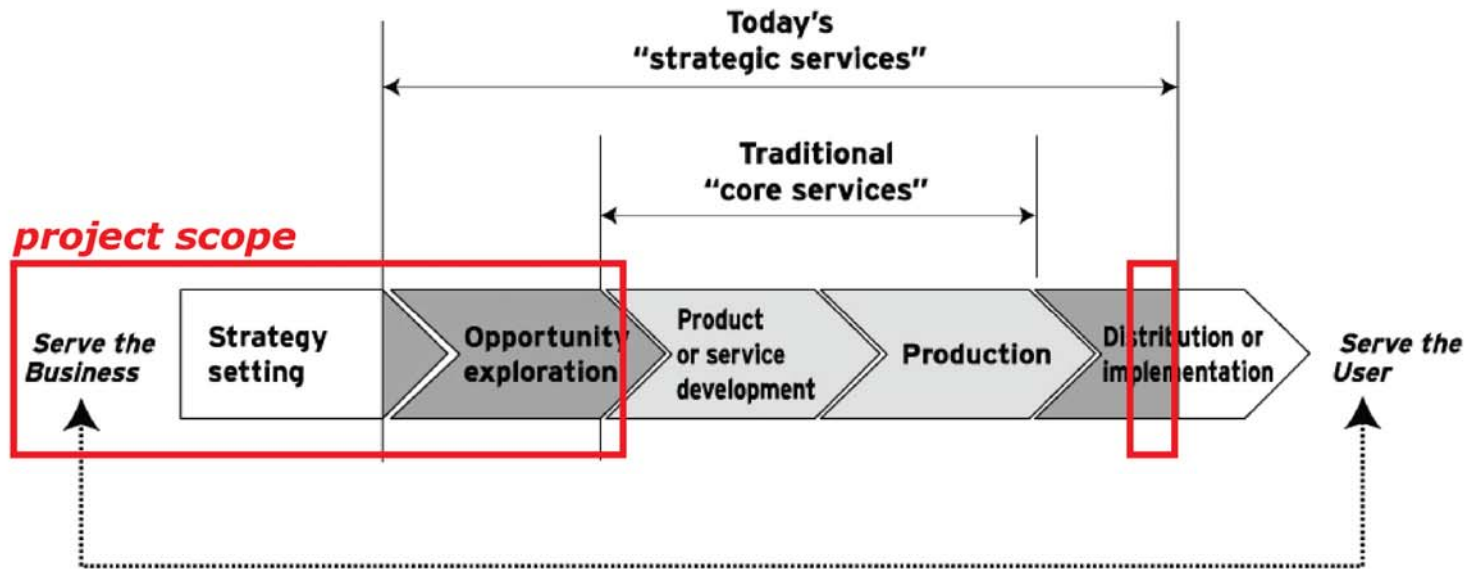 Today's
“strategic services”
Traditional
“core services”
project scope
Serve the
Business
Strategy
setting
Opportunity
exploration
Product
or service
development
Production
Distribution or
implementation
Serve the
User